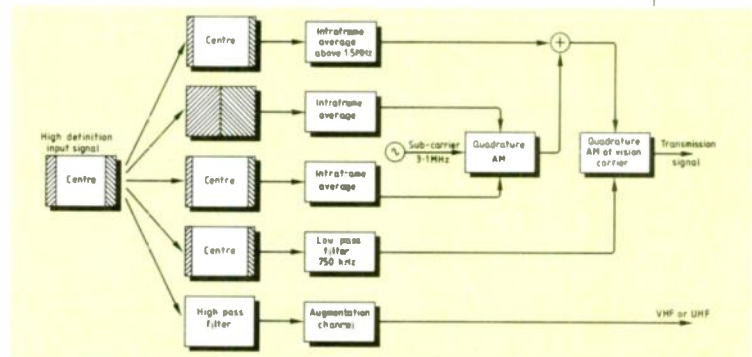 Centre
Intraframe
average
above 1·5MHz
+
Intraframe
average
High definition
input signal
Centre
Sub-carrier
3·1MHz
Quadrature
AM
Quadrature
AM of vision
carrier
Transmission
signal
Centre
Intraframe
average
Centre
Low pass
filter
750 kHz
High pass
filter
Augmentation
channel
VHF or UHF